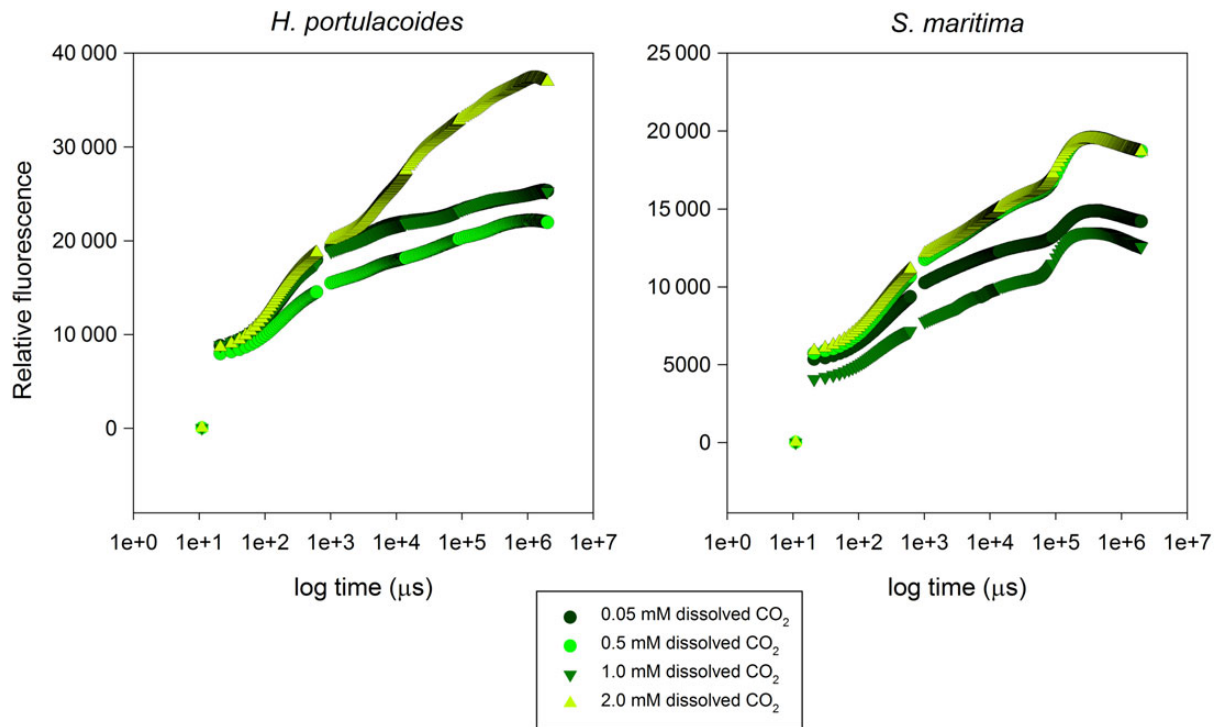 H. portulacoides
S. maritima
Relative fluorescence
40 000
30 000
20 000
10 000
0
1e+0 1e+1 1e+2 1e+3 1e+4 1e+5 1e+6 1e+7
log time (μs)
25 000
20 000
15 000
10 000
5000
0
1e+0 1e+1 1e+2 1e+3 1e+4 1e+5 1e+6 1e+7
log time (μs)
0.05 mM dissolved CO₂
0.5 mM dissolved CO₂
1.0 mM dissolved CO₂
2.0 mM dissolved CO₂